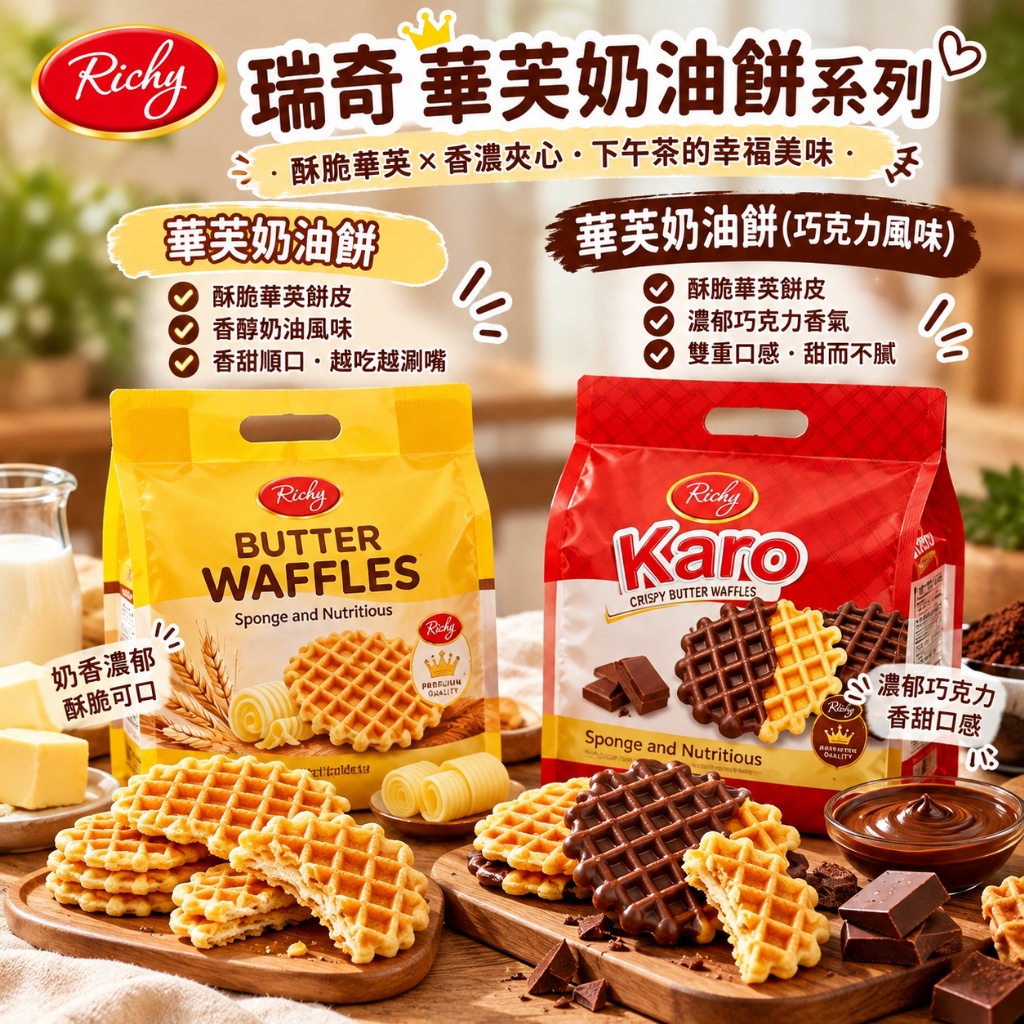 Richy
瑞奇 華芙奶油餅系列
· 酥脆華英 × 香濃夾心 · 下午茶的幸福美味 ·
華芙奶油餅
酥脆華英餅皮
香醇奶油風味
香甜順口 · 越吃越涮嘴
華芙奶油餅(巧克力風味)
酥脆華英餅皮
濃郁巧克力香氣
雙重口感 · 甜而不膩
Richy
BUTTER
WAFFLES
Sponge and Nutritious
Richy
PREMIUM
QUALITY
奶香濃郁
酥脆可口
Richy
Karo
CRISPY BUTTER WAFFLES
Sponge and Nutritious
Richy
QUALITY
濃郁巧克力
香甜口感